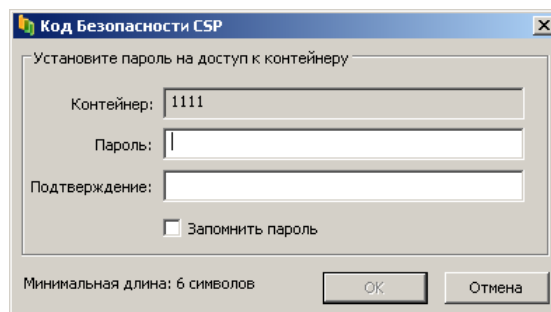 Код Безопасности CSP
Установите пароль на доступ к контейнеру
Контейнер: 1111
Пароль:
Подтверждение:
Запомнить пароль
Минимальная длина: 6 символов OK Отмена